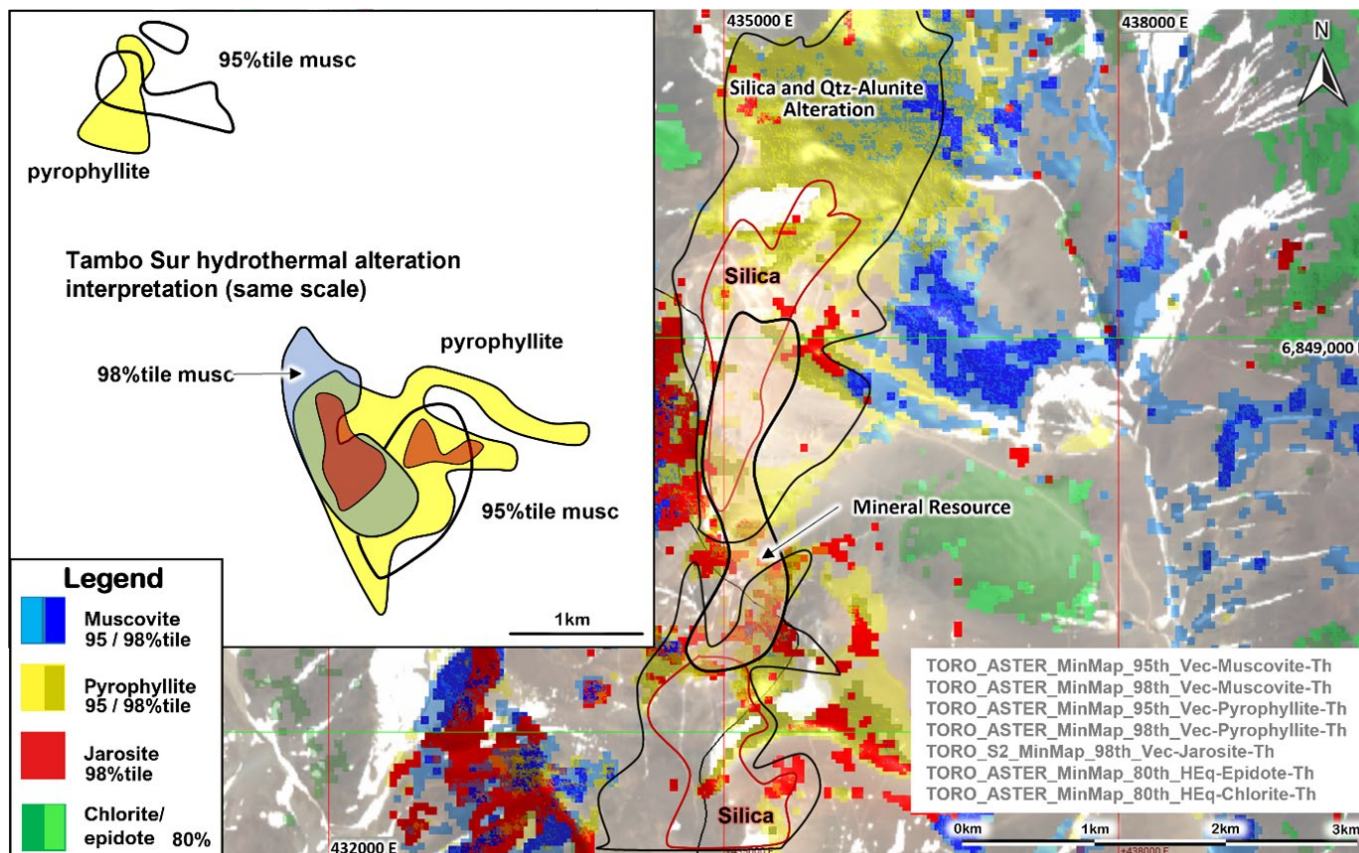 95%tile musc
pyrophyllite
Tambo Sur hydrothermal alteration
interpretation (same scale)
98%tile musc
pyrophyllite
95%tile musc
1km
Legend
Muscovite
95 / 98%tile
Pyrophyllite
95 / 98%tile
Jarosite
98%tile
Chlorite/
epidote 80%
435000 E
438000 E
N
Silica and Qtz-Alunite
Alteration
Silica
6,849,000
Mineral Resource
Silica
432000 E
TORO_ASTER_MinMap_95th_Vec-Muscovite-Th
TORO_ASTER_MinMap_98th_Vec-Muscovite-Th
TORO_ASTER_MinMap_95th_Vec-Pyrophyllite-Th
TORO_ASTER_MinMap_98th_Vec-Pyrophyllite-Th
TORO_S2_MinMap_98th_Vec-Jarosite-Th
TORO_ASTER_MinMap_80th_HEq-Epidote-Th
TORO_ASTER_MinMap_80th_HEq-Chlorite-Th
0km 1km 2km 3km
+438000 E